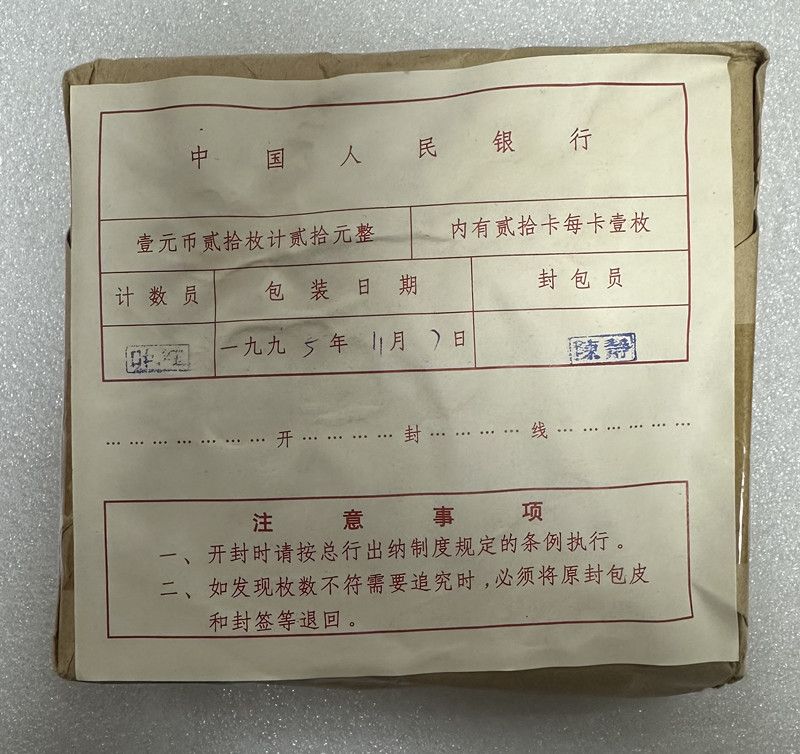 中国人民银行
壹元币贰拾枚计贰拾元整 内有贰拾卡每卡壹枚
计数员 包装日期 封包员
一九九5年11月7日 陳靜
开封线
注意事项
一、开封时请按总行出纳制度规定的条例执行。
二、如发现枚数不符需要追究时,必须将原封包皮
和封签等退回。